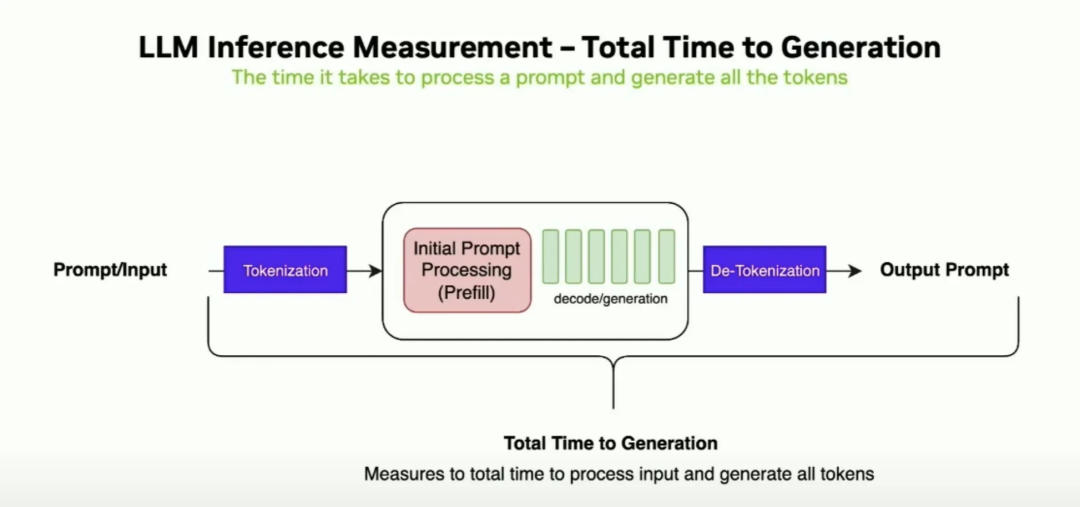 LLM Inference Measurement – Total Time to Generation
The time it takes to process a prompt and generate all the tokens
Prompt/Input
Tokenization
Initial Prompt
Processing
(Prefill)
decode/generation
De-Tokenization
Output Prompt
Total Time to Generation
Measures to total time to process input and generate all tokens